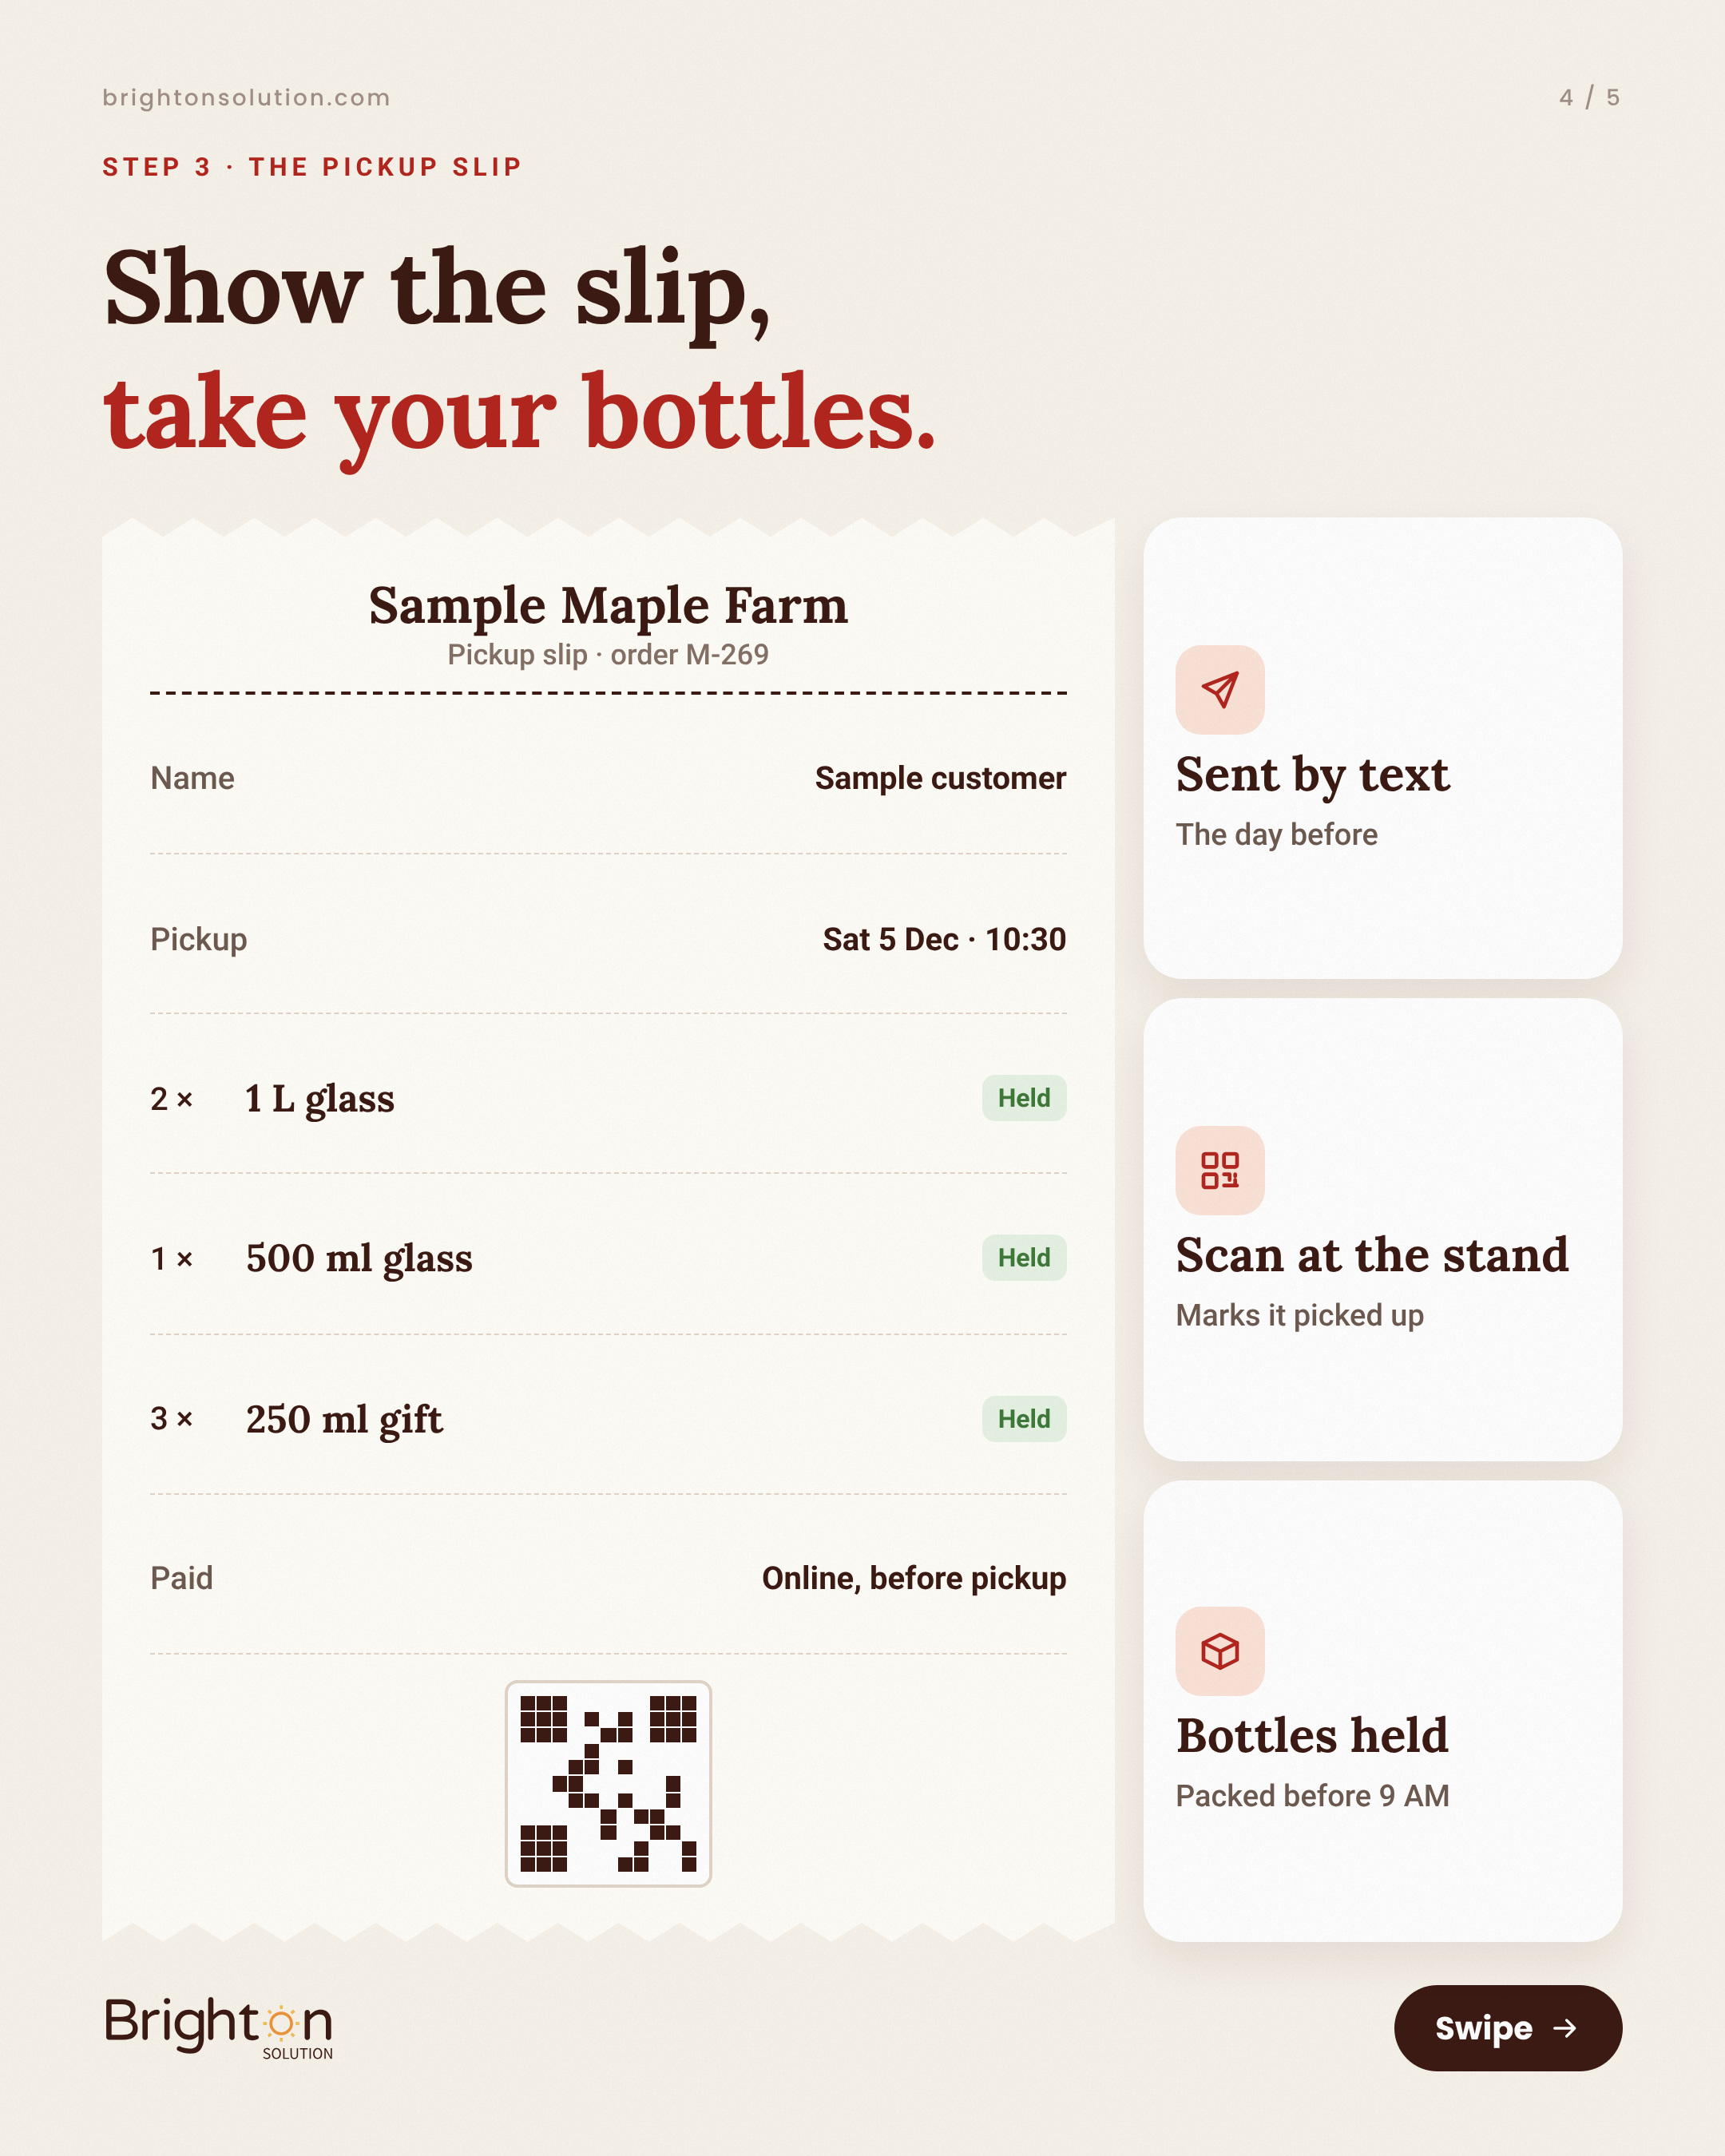 brightonsolution.com
4 / 5
STEP 3 · THE PICKUP SLIP
Show the slip,
take your bottles.
Sample Maple Farm
Pickup slip · order M-269
Name Sample customer
Pickup Sat 5 Dec · 10:30
2 × 1 L glass Held
1 × 500 ml glass Held
3 × 250 ml gift Held
Paid Online, before pickup
Sent by text
The day before
Scan at the stand
Marks it picked up
Bottles held
Packed before 9 AM
Brighton
SOLUTION
Swipe →